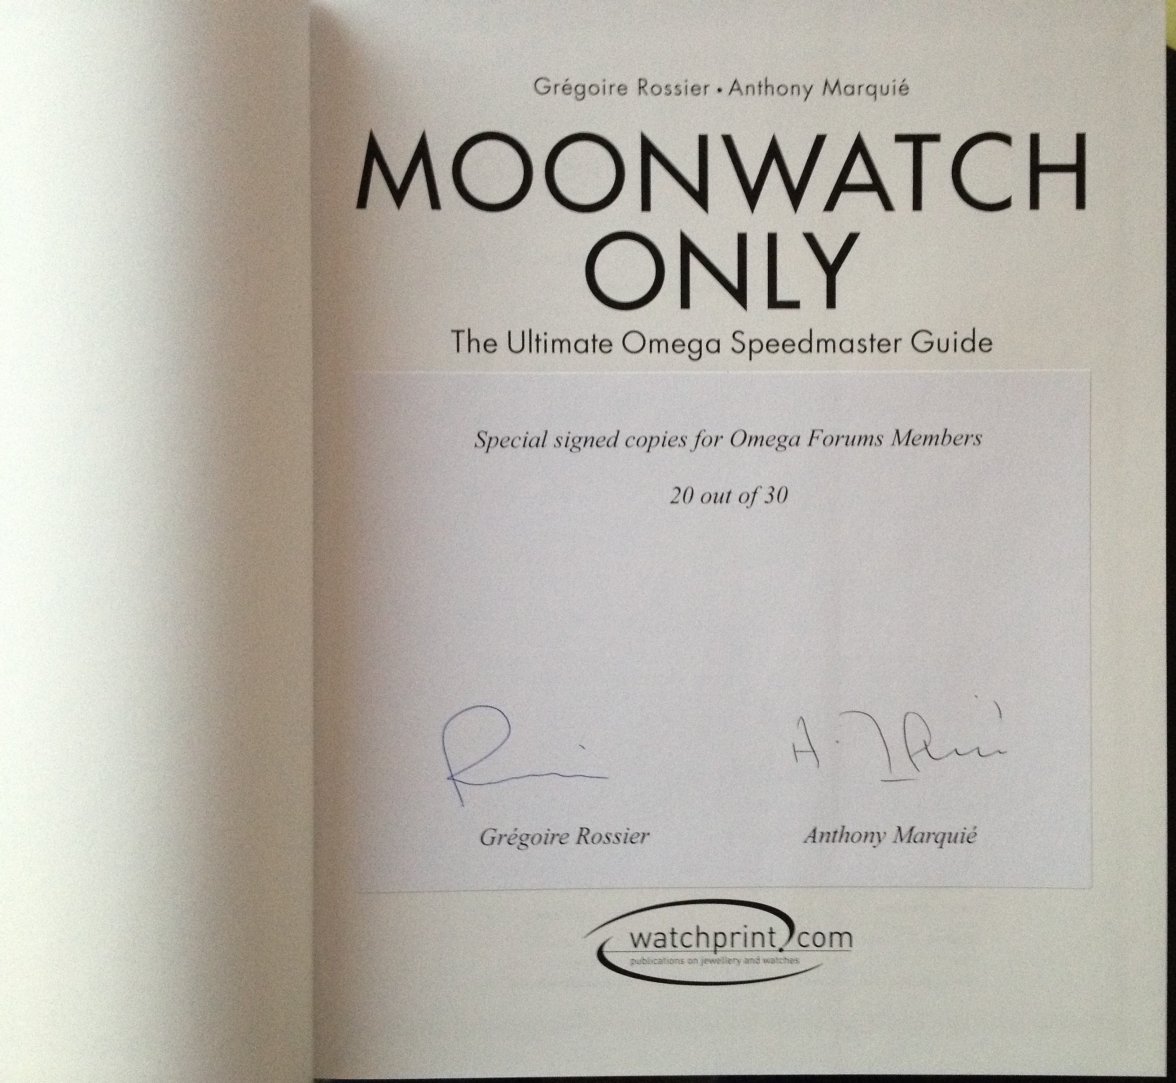 Grégoire Rossier • Anthony Marquié
MOONWATCH
ONLY
The Ultimate Omega Speedmaster Guide
Special signed copies for Omega Forums Members
20 out of 30
Grégoire Rossier
Anthony Marquié
watchprint.com
publications on jewellery and watches